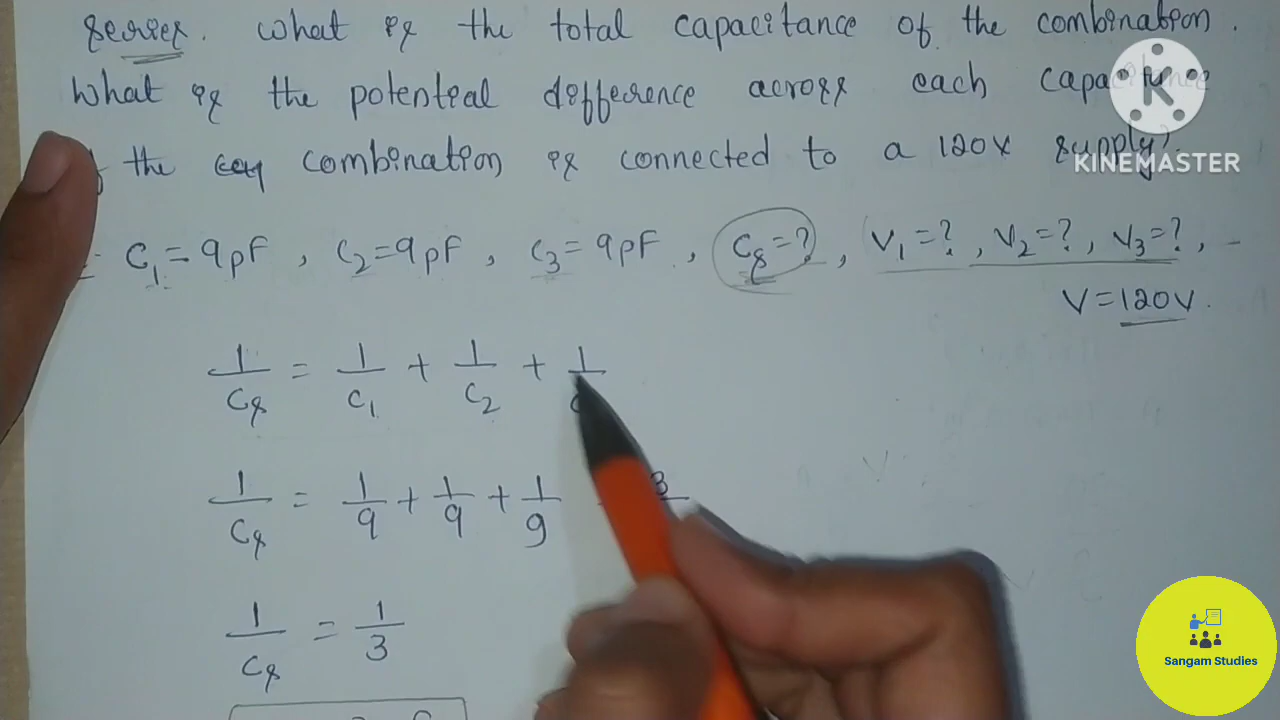 series. What is the total capacitance of the combination.
What is the potential difference across each capacitance
the combination is connected to a 120V supply?
KINEMASTER
C₁=9pF, C₂=9pF, C₃=9pF, Cs=?, V₁=?, V₂=?, V₃=?,
V=120V.
1/Cs = 1/C₁ + 1/C₂ + 1/
1/Cs = 1/9 + 1/9 + 1/9 3
1/Cs = 1/3
Sangam Studies